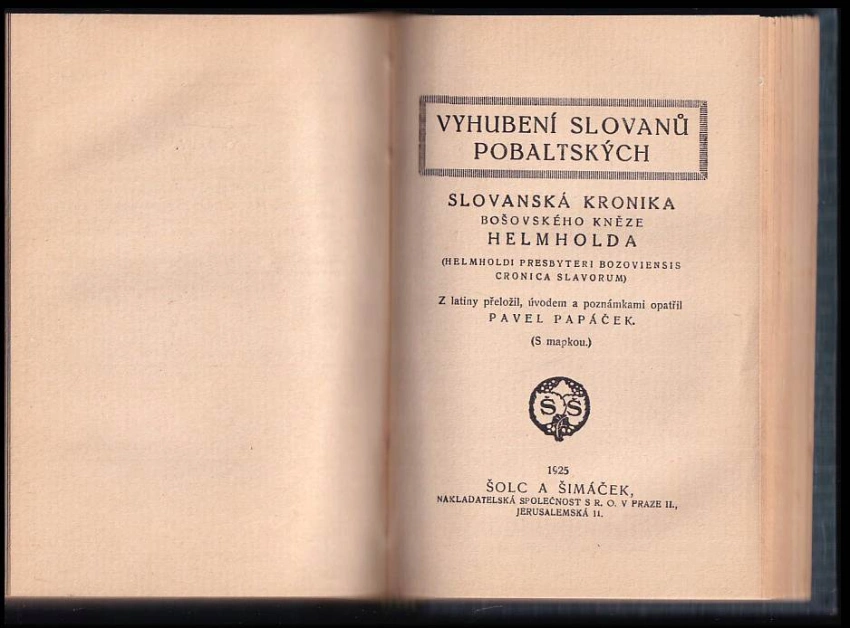 VYHUBENÍ SLOVANŮ
POBALTSKÝCH
SLOVANSKÁ KRONIKA
BOŠOVSKÉHO KNĚZE
HELMHOLDA
(HELMHOLDI PRESBYTERI BOZOVIENSIS
CRONICA SLAVORUM)
Z latiny přeložil, úvodem a poznámkami opatřil
PAVEL PAPÁČEK.
(S mapkou.)
Š Š
1925
ŠOLC A ŠIMÁČEK,
NAKLADATELSKÁ SPOLEČNOST S R. O. V PRAZE II.,
JERUSALEMSKÁ 11.